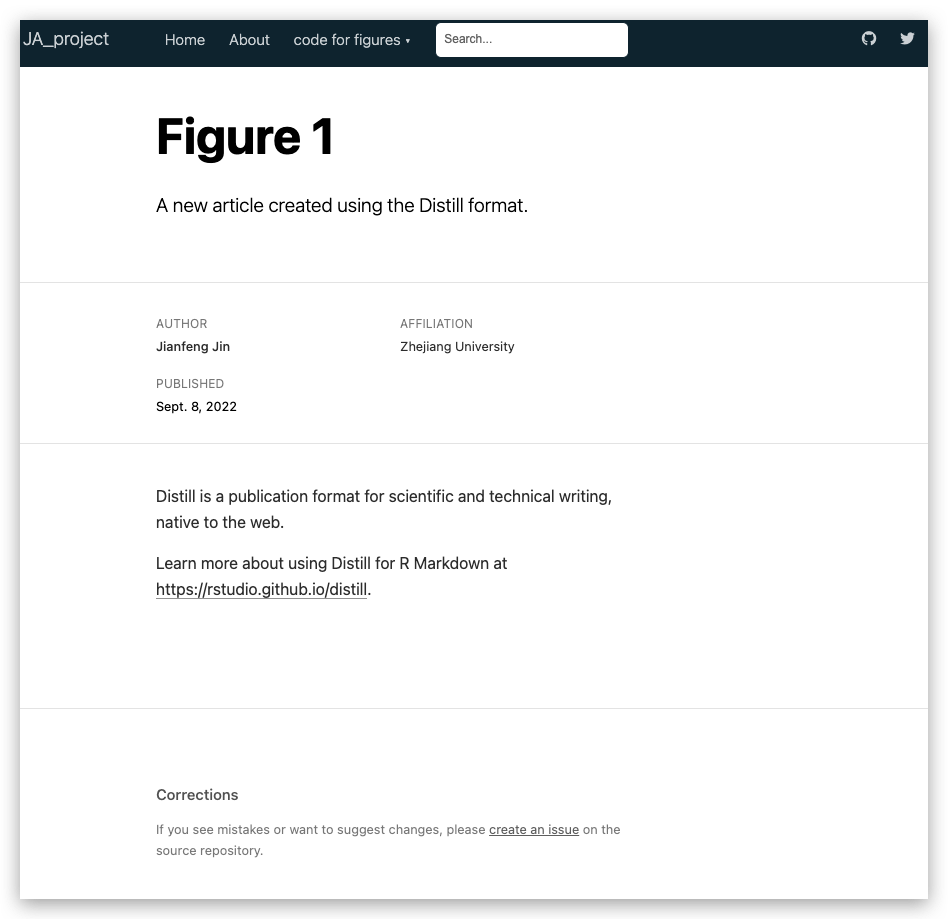 JA_project Home About code for figures ▾ Search...
Figure 1
A new article created using the Distill format.
AUTHOR AFFILIATION
Jianfeng Jin Zhejiang University
PUBLISHED
Sept. 8, 2022
Distill is a publication format for scientific and technical writing,
native to the web.
Learn more about using Distill for R Markdown at
https://rstudio.github.io/distill.
Corrections
If you see mistakes or want to suggest changes, please create an issue on the
source repository.